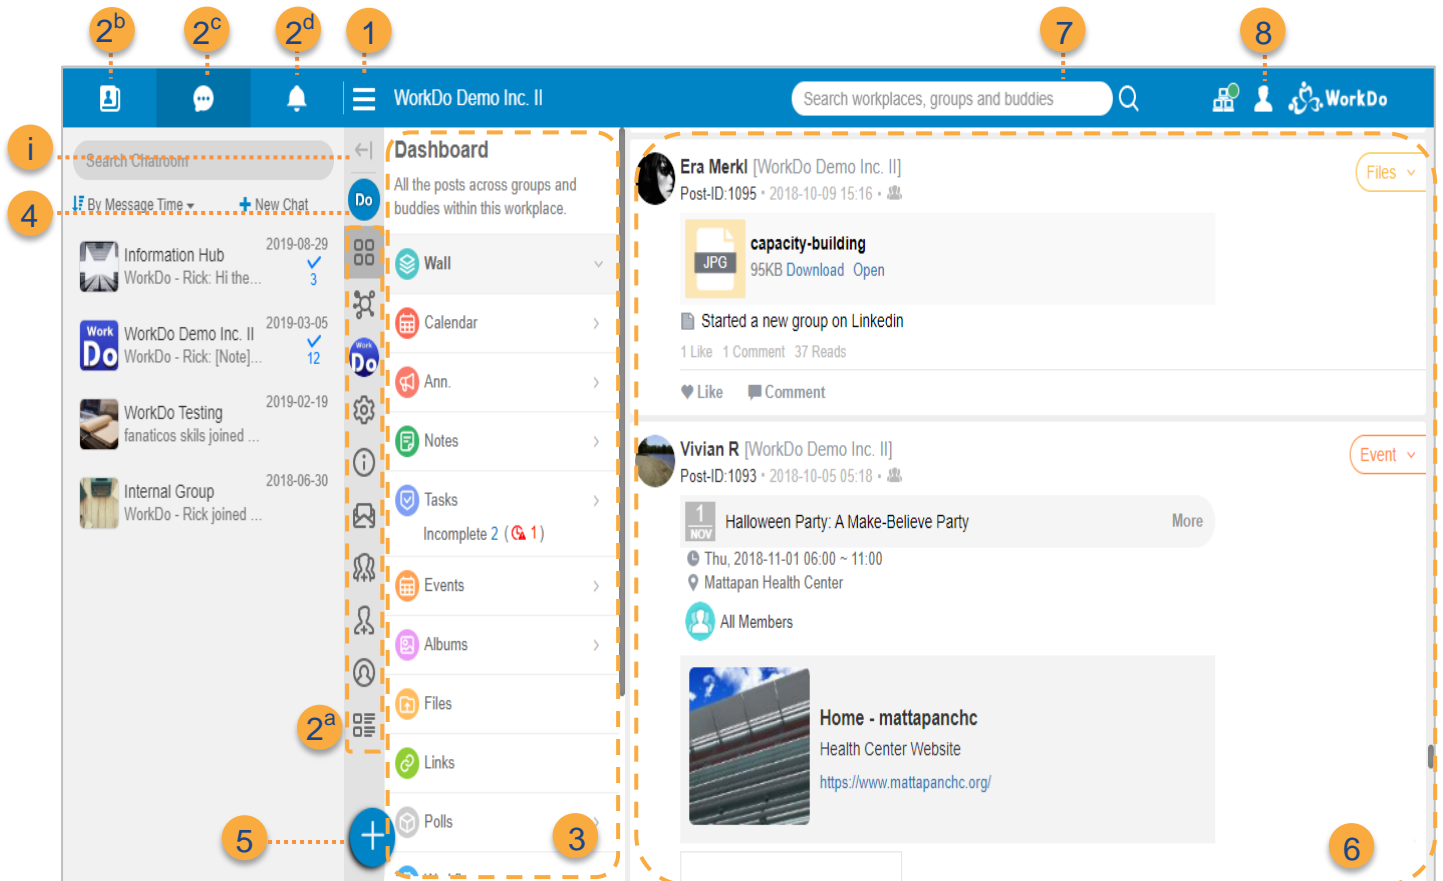 2b
2c
2d
1
7
8
WorkDo Demo Inc. II
Search workplaces, groups and buddies
WorkDo
i
4
Search Chatroom
By Message Time
+ New Chat
Information Hub
2019-08-29
WorkDo - Rick: Hi the...
3
Work
Do
WorkDo Demo Inc. II
2019-03-05
WorkDo - Rick: [Note]...
12
WorkDo Testing
2019-02-19
fanaticos skils joined ...
Internal Group
2018-06-30
WorkDo - Rick joined ...
Do
Work
Do
2a
5
Dashboard
All the posts across groups and
buddies within this workplace.
Wall
Calendar
Ann.
Notes
Tasks
Incomplete 2 ( 1 )
Events
Albums
Files
Links
Polls
3
Era Merkl [WorkDo Demo Inc. II]
Post-ID:1095 • 2018-10-09 15:16 •
Files
JPG
capacity-building
95KB Download Open
Started a new group on Linkedin
1 Like 1 Comment 37 Reads
Like Comment
Vivian R [WorkDo Demo Inc. II]
Post-ID:1093 • 2018-10-05 05:18 •
Event
1
NOV
Halloween Party: A Make-Believe Party
More
Thu, 2018-11-01 06:00 ~ 11:00
Mattapan Health Center
All Members
Home - mattapanchc
Health Center Website
https://www.mattapanchc.org/
6